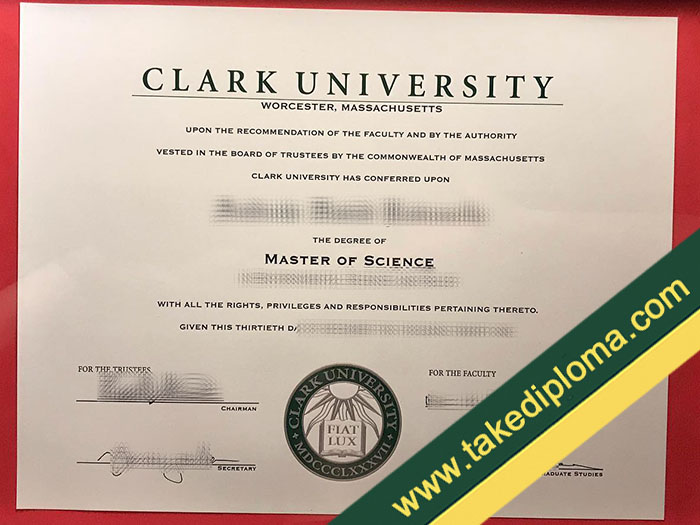 CLARK UNIVERSITY
WORCESTER, MASSACHUSETTS
UPON THE RECOMMENDATION OF THE FACULTY AND BY THE AUTHORITY
VESTED IN THE BOARD OF TRUSTEES BY THE COMMONWEALTH OF MASSACHUSETTS
CLARK UNIVERSITY HAS CONFERRED UPON
THE DEGREE OF
MASTER OF SCIENCE
WITH ALL THE RIGHTS, PRIVILEGES AND RESPONSIBILITIES PERTAINING THERETO.
GIVEN THIS THIRTIETH
FOR THE TRUSTEES
CHAIRMAN
SECRETARY
CLARK UNIVERSITY
FIAT
LUX
MDCCCLXXXVII
FOR THE FACULTY
STUDIES
www.takediploma.com